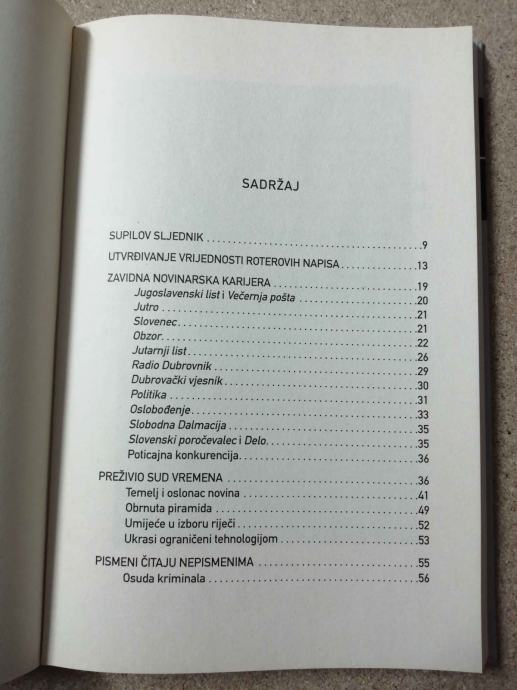 SADRŽAJ
SUPILOV SLJEDNIK ........................................................9
UTVRĐIVANJE VRIJEDNOSTI ROTEROVIH NAPISA..................13
ZAVIDNA NOVINARSKA KARIJERA ....................................19
Jugoslavenski list i Večernja pošta ..........................20
Jutro ........................................................21
Slovenec.....................................................21
Obzor........................................................22
Jutarnji list................................................26
Radio Dubrovnik .............................................29
Dubrovački vjesnik...........................................30
Politika ....................................................31
Oslobođenje..................................................33
Slobodna Dalmacija ..........................................35
Slovenski poročevalec i Delo.................................35
Poticajna konkurencija.......................................36
PREŽIVIO SUD VREMENA ........................................36
Temelj i oslonac novina .....................................41
Obrnuta piramida ............................................49
Umijeće u izboru riječi .....................................52
Ukrasi ograničeni tehnologijom ..............................53
PISMENI ČITAJU NEPISMENIMA ..................................55
Osuda kriminala .............................................56